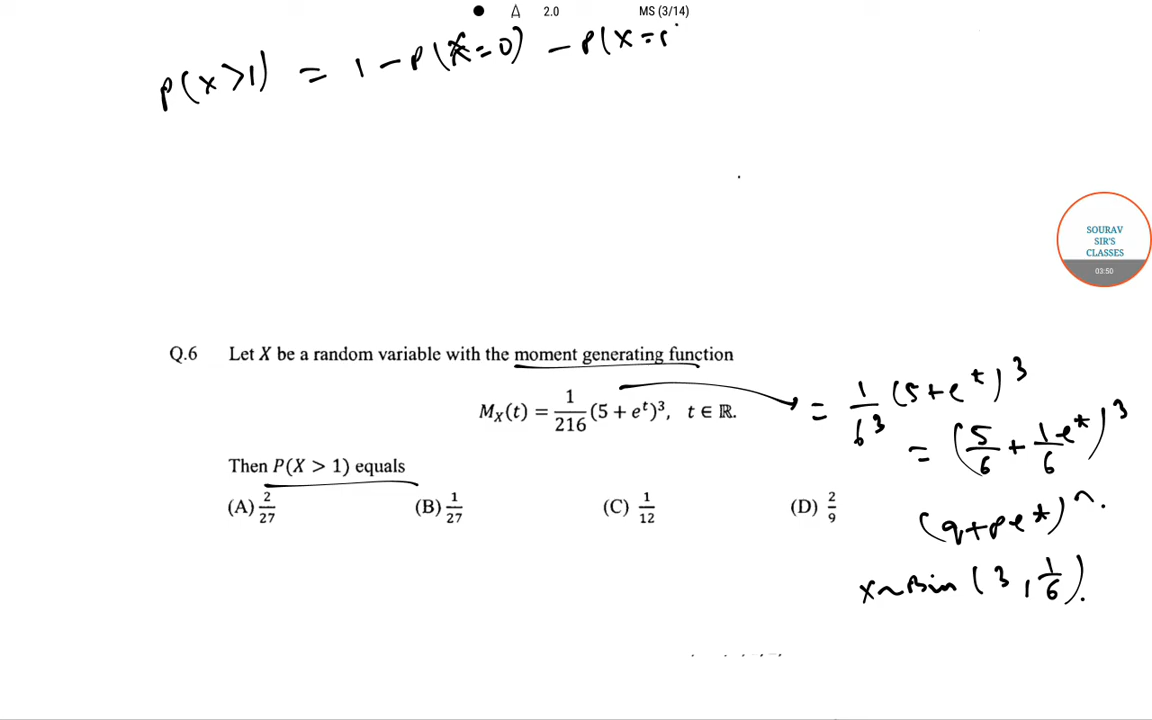 A 2.0 MS (3/14)
P(X>1) = 1 - P(X=0) - P(X=
SOURAV
SIR'S
CLASSES
03:50
Q.6 Let X be a random variable with the moment generating function
M_X(t) = 1/216 (5 + e^t)^3, t ∈ ℝ.
= 1/6^3 (5+e^t)^3
= (5/6 + 1/6 e^t)^3
Then P(X > 1) equals
(A) 2/27 (B) 1/27 (C) 1/12 (D) 2/9
(q+pe^t)^n.
X~Bin (3, 1/6).